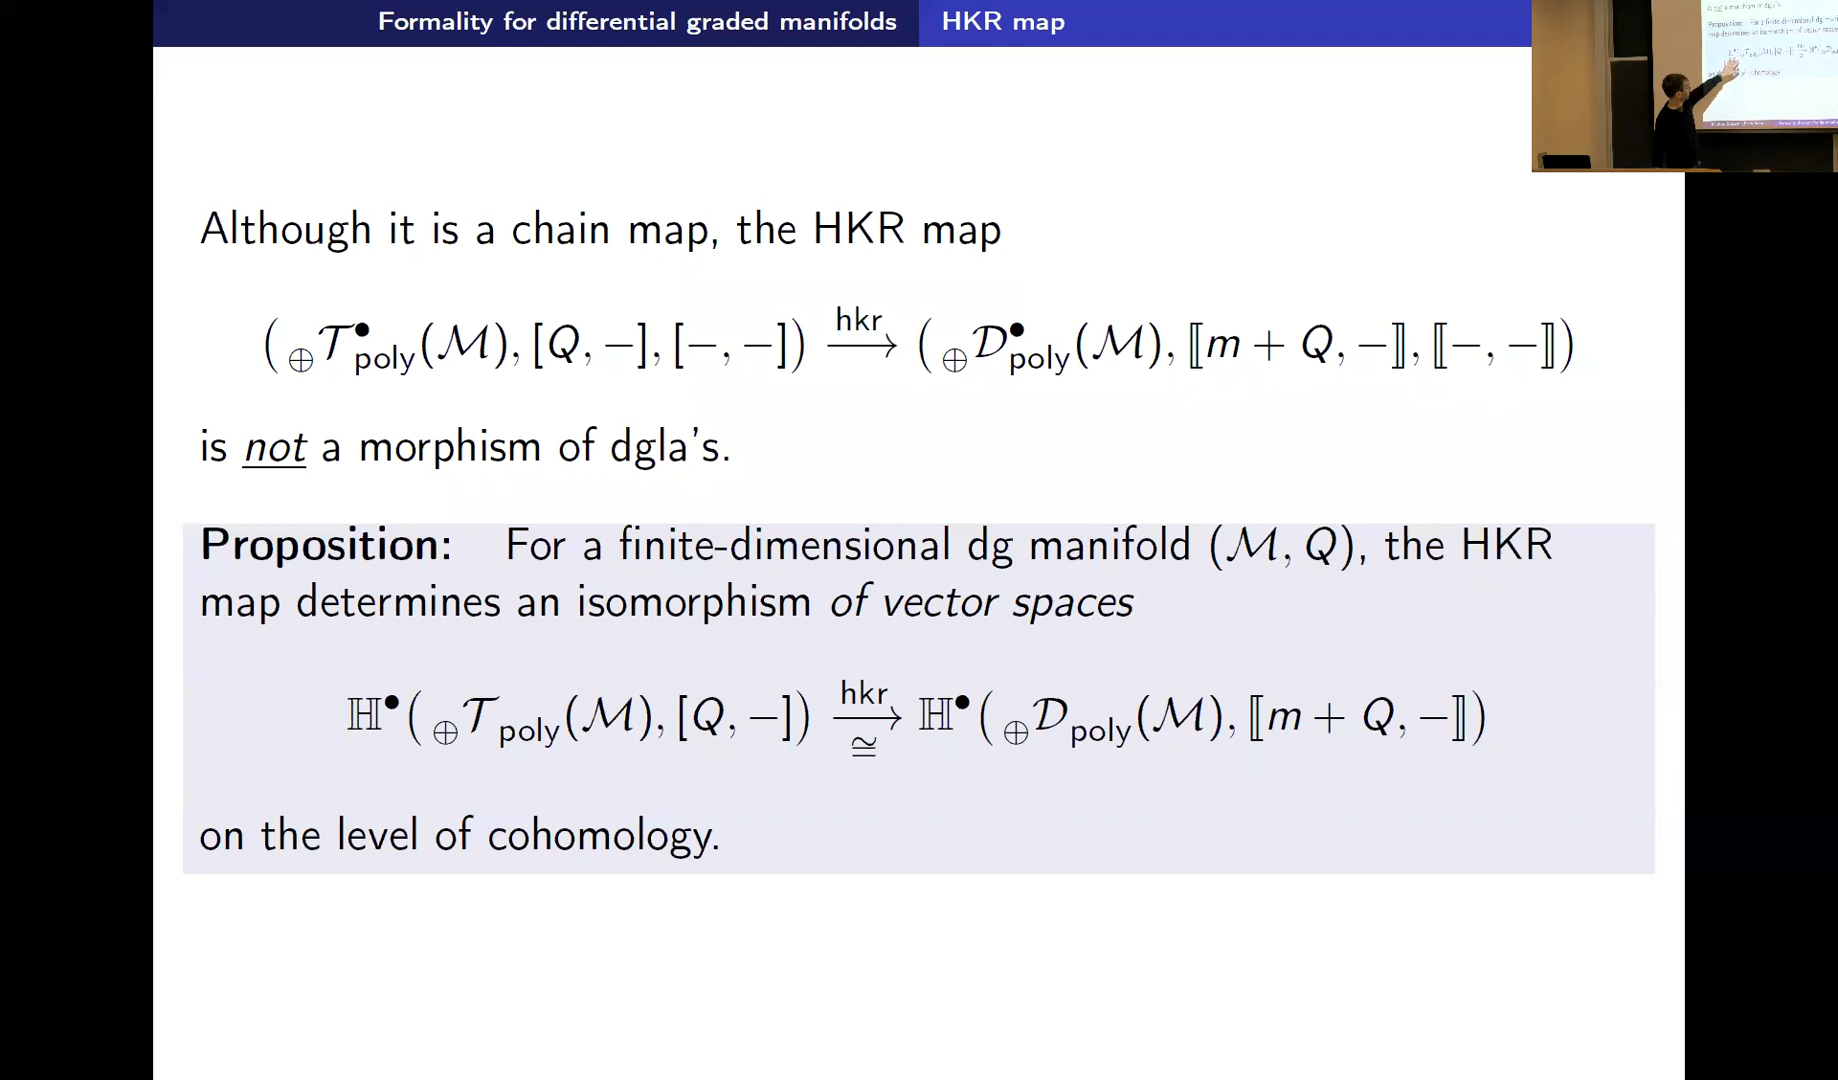 Formality for differential graded manifolds HKR map
Although it is a chain map, the HKR map
( ⊕𝒯•poly(ℳ), [Q, −], [−, −] ) hkr → ( ⊕𝒟•poly(ℳ), ⟦m + Q, −⟧, ⟦−, −⟧ )
is not a morphism of dgla's.
Proposition: For a finite-dimensional dg manifold (ℳ, Q), the HKR
map determines an isomorphism of vector spaces
ℍ•( ⊕𝒯poly(ℳ), [Q, −] ) hkr → ≅ ℍ•( ⊕𝒟poly(ℳ), ⟦m + Q, −⟧ )
on the level of cohomology.